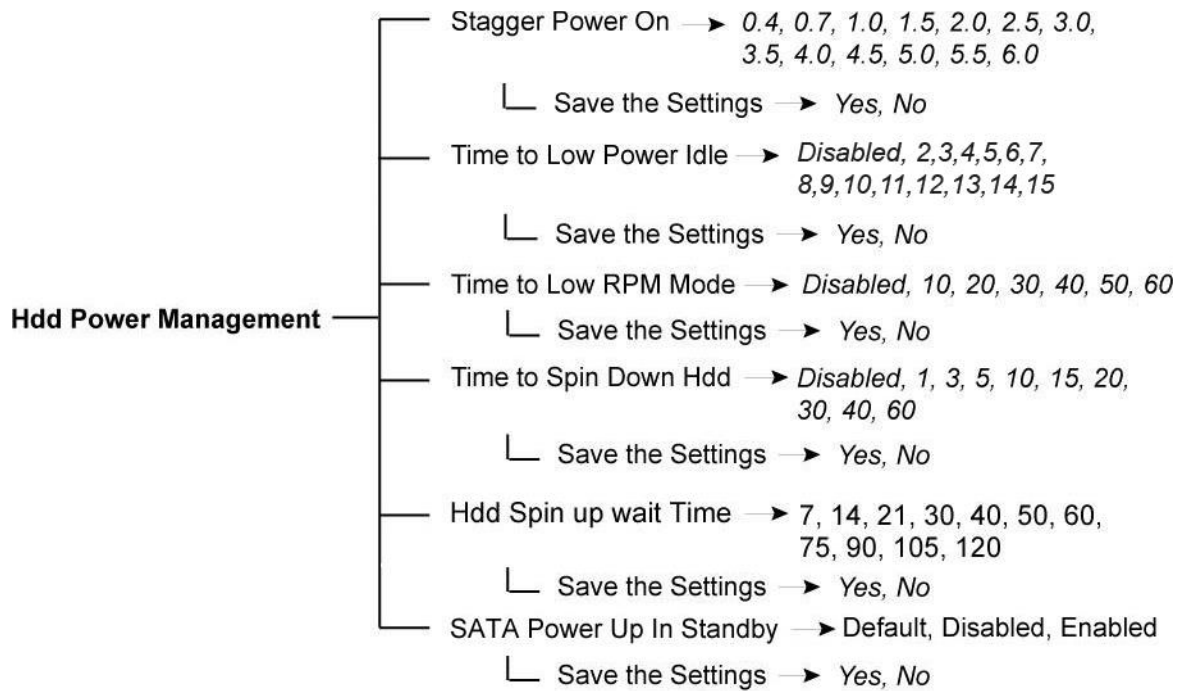 Stagger Power On 0.4, 0.7, 1.0, 1.5, 2.0, 2.5, 3.0,
3.5, 4.0, 4.5, 5.0, 5.5, 6.0
Save the Settings Yes, No
Time to Low Power Idle Disabled, 2,3,4,5,6,7,
8,9,10,11,12,13,14,15
Save the Settings Yes, No
Time to Low RPM Mode Disabled, 10, 20, 30, 40, 50, 60
Hdd Power Management
Save the Settings Yes, No
Time to Spin Down Hdd Disabled, 1, 3, 5, 10, 15, 20,
30, 40, 60
Save the Settings Yes, No
Hdd Spin up wait Time 7, 14, 21, 30, 40, 50, 60,
75, 90, 105, 120
Save the Settings Yes, No
SATA Power Up In Standby Default, Disabled, Enabled
Save the Settings Yes, No